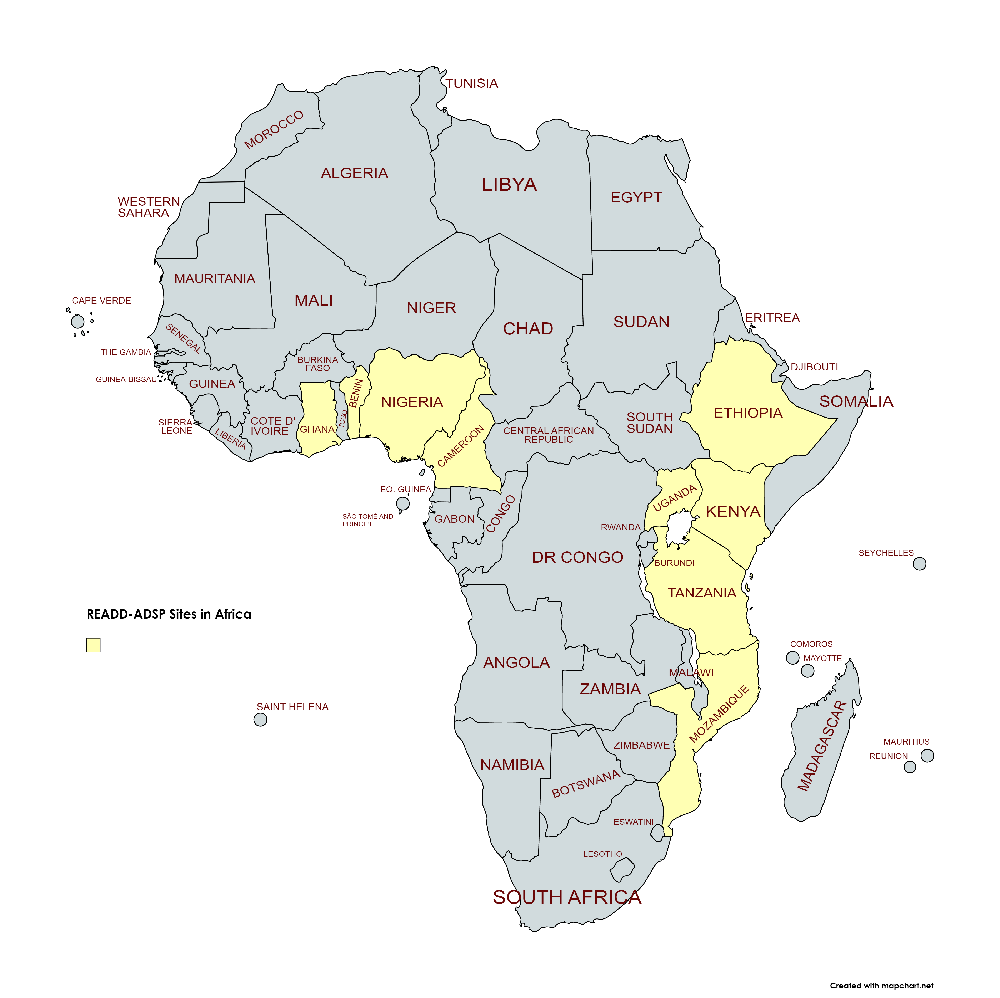 TUNISIA
MOROCCO
ALGERIA
LIBYA
EGYPT
WESTERN
SAHARA
MAURITANIA
MALI
NIGER
CHAD
SUDAN
ERITREA
CAPE VERDE
SENEGAL
THE GAMBIA
GUINEA-BISSAU
GUINEA
BURKINA
FASO
BENIN
NIGERIA
DJIBOUTI
SOMALIA
ETHIOPIA
SIERRA
LEONE
LIBERIA
COTE D'
IVOIRE
GHANA
TOGO
CAMEROON
CENTRAL AFRICAN
REPUBLIC
SOUTH
SUDAN
EQ. GUINEA
SÃO TOMÉ AND
PRÍNCIPE
GABON
CONGO
UGANDA
KENYA
RWANDA
DR CONGO
BURUNDI
SEYCHELLES
TANZANIA
READD-ADSP Sites in Africa
COMOROS
MAYOTTE
ANGOLA
MALAWI
ZAMBIA
MOZAMBIQUE
SAINT HELENA
MADAGASCAR
MAURITIUS
REUNION
ZIMBABWE
NAMIBIA
BOTSWANA
ESWATINI
LESOTHO
SOUTH AFRICA
Created with mapchart.net